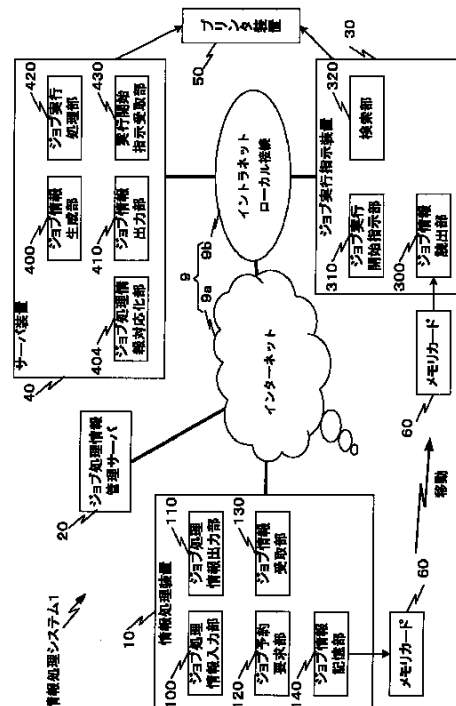 情報処理システム1
10
情報処理装置
100
ジョブ処理
情報入力部
110
ジョブ処理
情報出力部
120
ジョブ予約
要求部
130
ジョブ情報
受取部
140
ジョブ情報
記憶部
60
メモリカード
移動
60
メモリカード
20
ジョブ処理情報
管理サーバ
インターネット
9
9a
9b
イントラネット
ローカル接続
40
サーバ装置
404
ジョブ処理情
報対応化部
400
ジョブ情報
生成部
410
ジョブ情報
出力部
420
ジョブ実行
処理部
430
実行開始
指示受取部
50
プリンタ装置
30
ジョブ実行指示装置
300
ジョブ情報
読出部
310
ジョブ実行
開始指示部
320
検索部